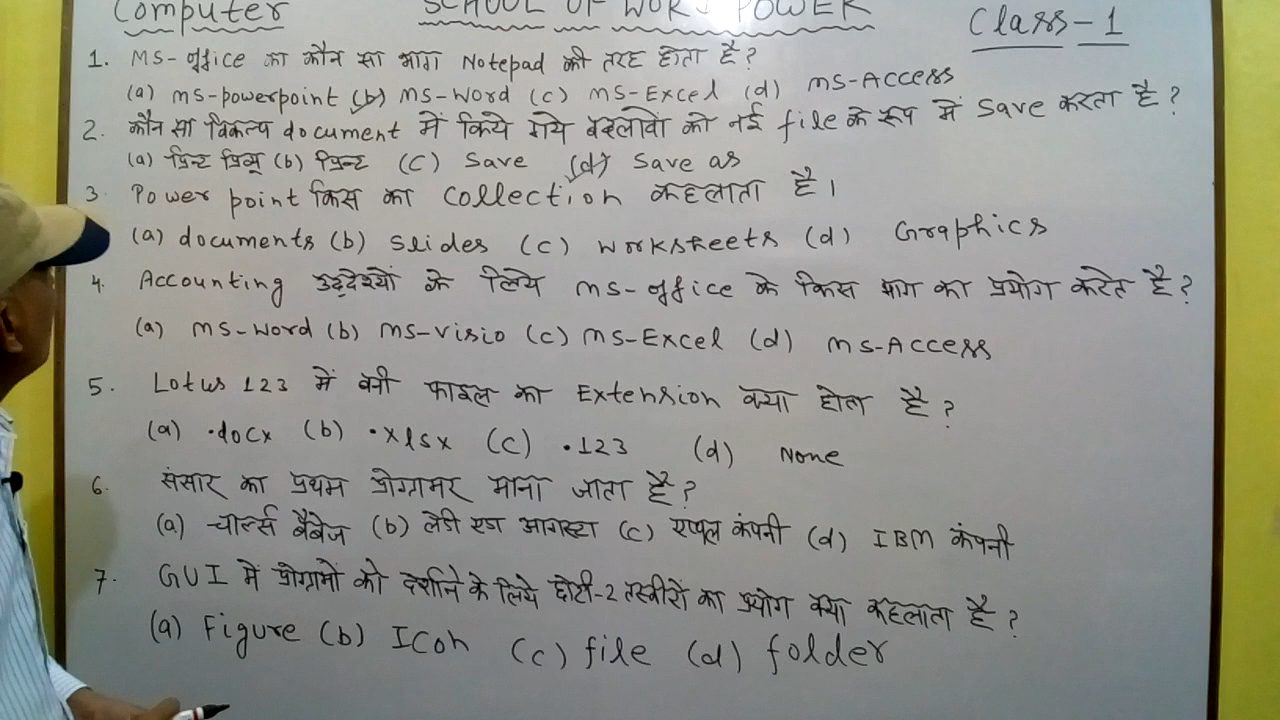 Computer SCHOOL OF WORD POWER Class-1
1. MS-office का कौन सा भाग Notepad की तरह होता है?
(a) MS-powerpoint (b) MS-Word (c) MS-Excel (d) MS-Access
2. कौन सा विकल्प document में किये गये बदलावों को नई file के रूप में Save करता है?
(a) प्रिन्ट प्रिव्यू (b) प्रिन्ट (c) Save (d) Save as
3. Power point किस का Collection कहलाता है।
(a) documents (b) Slides (c) worksheets (d) Graphics
4. Accounting उद्देश्यों के लिये MS-office के किस भाग का प्रयोग करते है?
(a) MS-Word (b) MS-Visio (c) MS-Excel (d) MS-Access
5. Lotus 123 में बनी फाइल का Extension क्या होता है?
(a) .docx (b) .xlsx (c) .123 (d) None
6. संसार का प्रथम प्रोग्रामर माना जाता है?
(a) चार्ल्स बैबेज (b) लेडी एडा आगस्टा (c) एप्पल कंपनी (d) IBM कंपनी
7. GUI में प्रोग्रामों को दर्शाने के लिये छोटी-2 तस्वीरों का प्रयोग क्या कहलाता है?
(a) Figure (b) Icon (c) file (d) folder